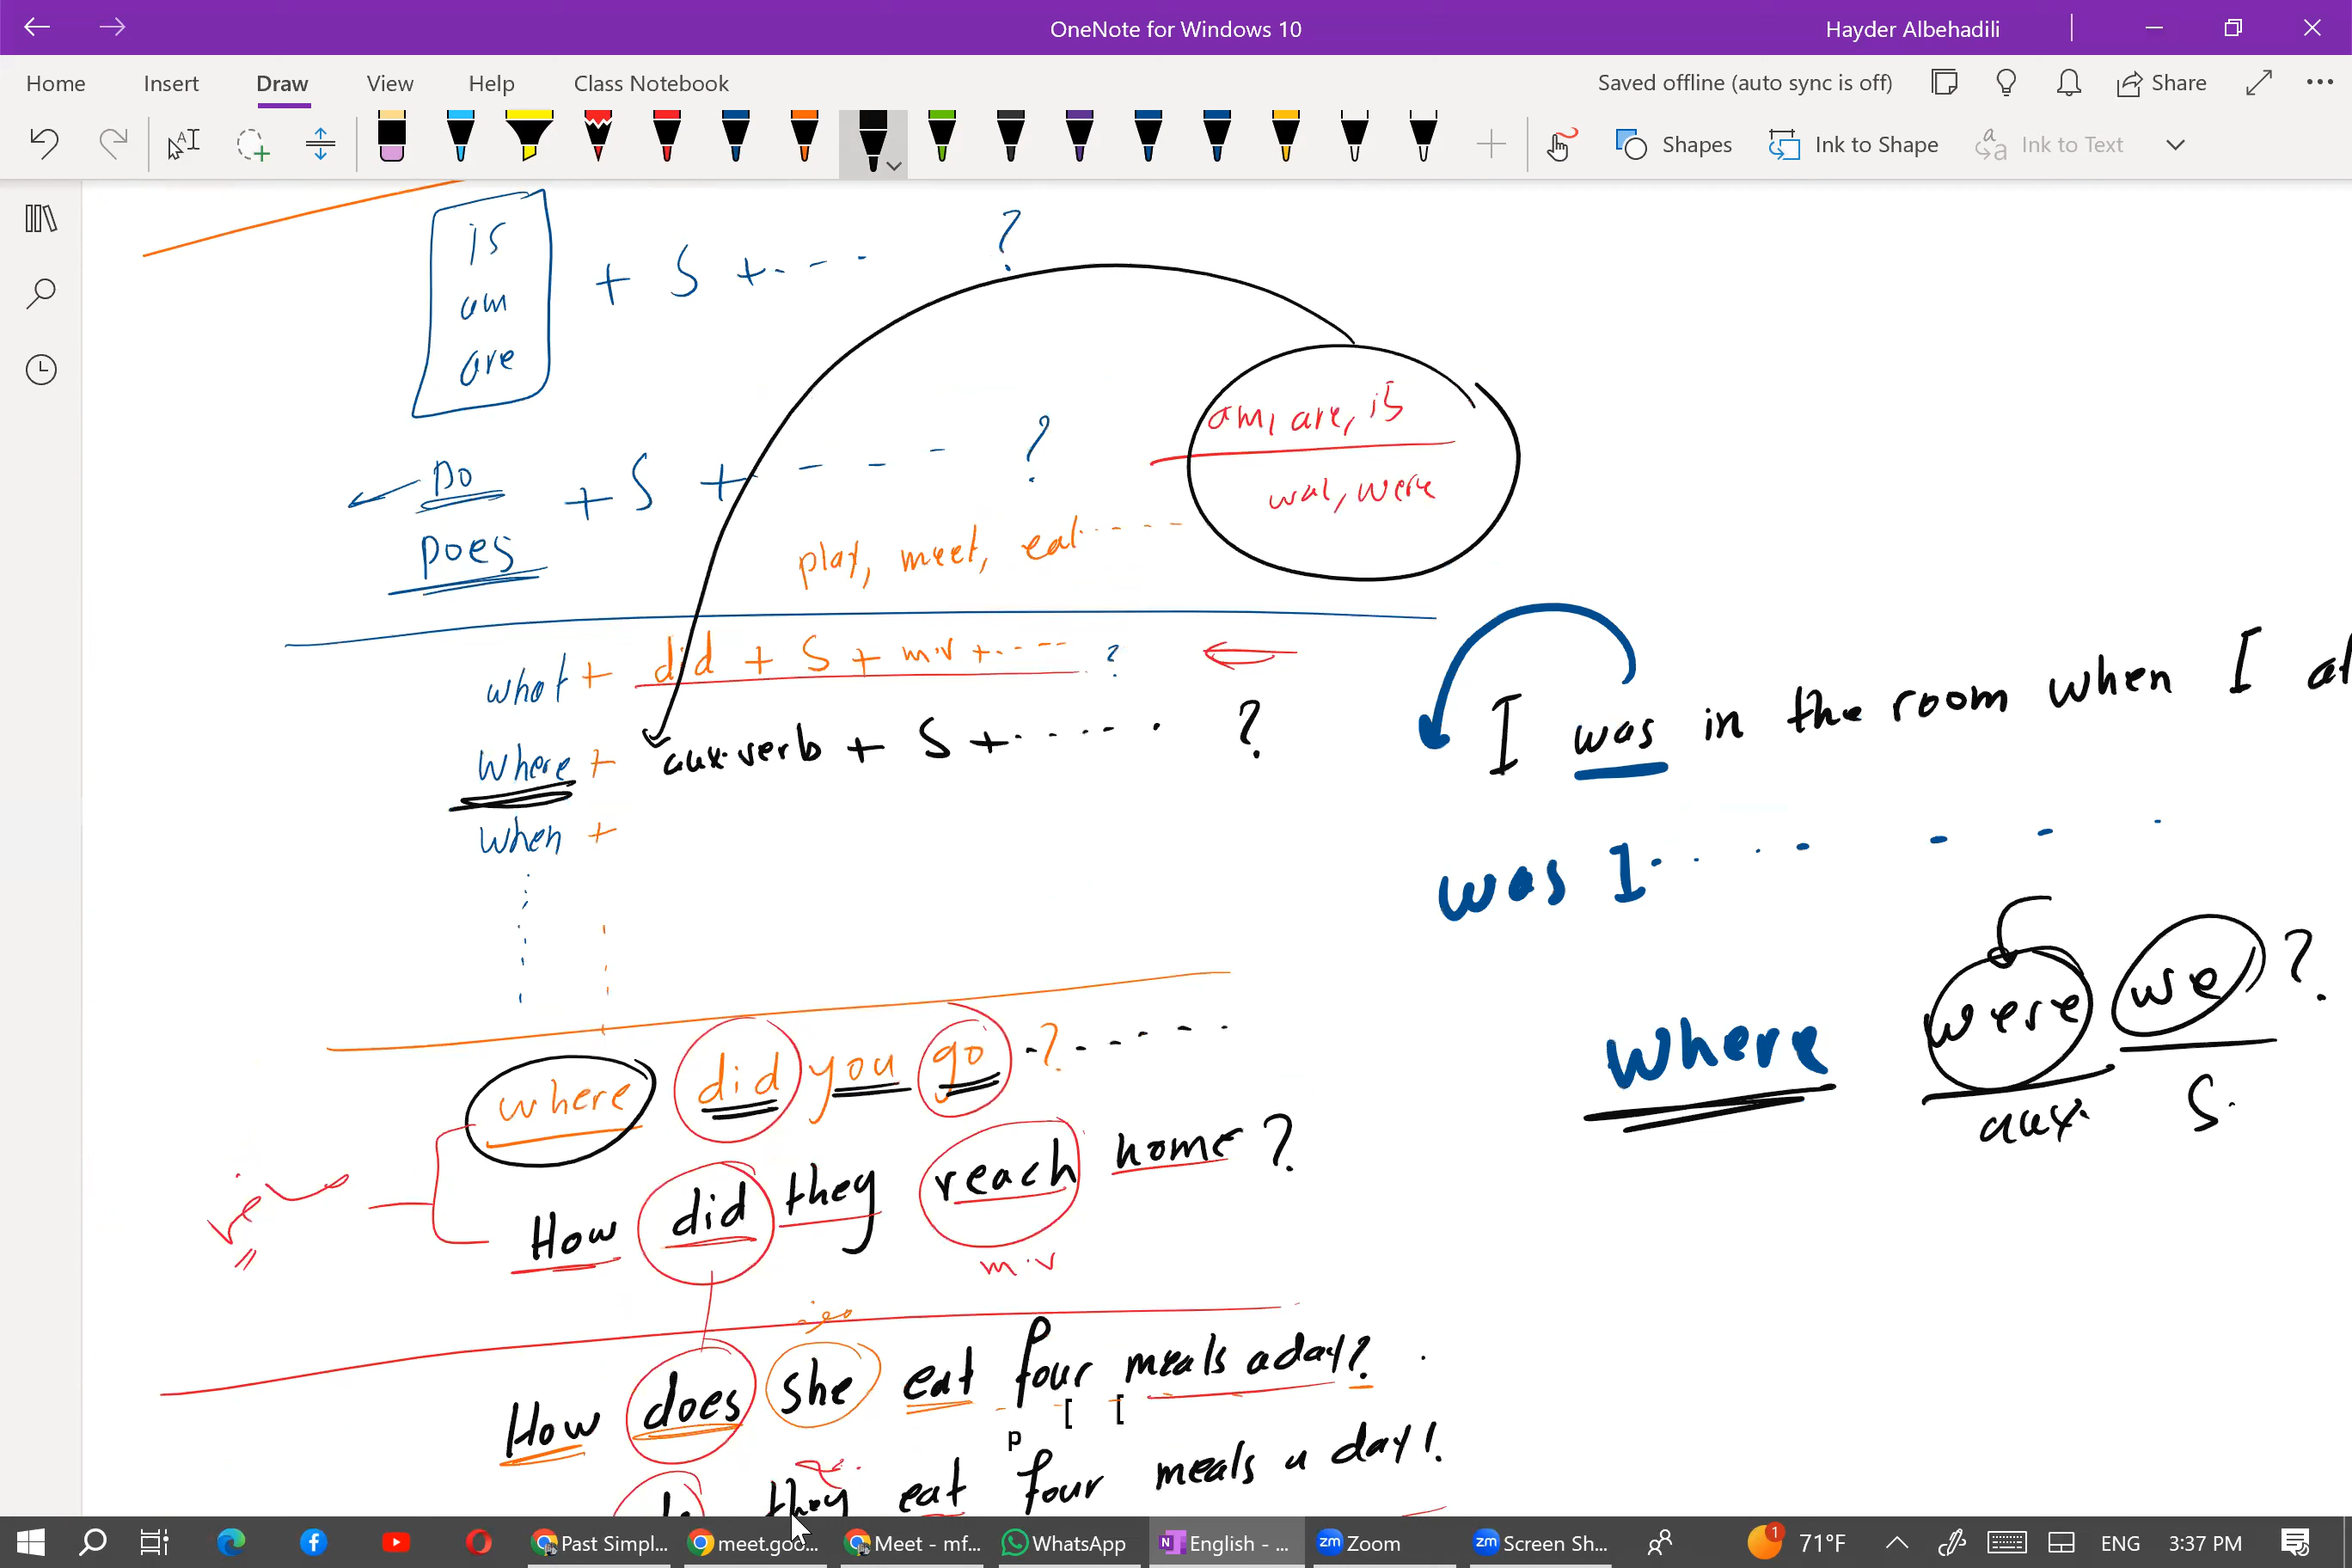 OneNote for Windows 10
Hayder Albehadili
Home Insert Draw View Help Class Notebook
Saved offline (auto sync is off)
Share
Shapes
Ink to Shape
Ink to Text
is
am
are
+ S +---- ?
Do
Does
+ S + - - - ?
am, are, is
was, were
play, meet, eat------
what + did + S + m.v +---- ?
where + aux.verb + S +------ ?
when +
I was in the room when I
was I
where were we ?
aux. S.
where did you go -?-----
How did they reach home ?
m.v
How does she eat four meals a day?
[ [
p
they eat four meals a day!
Past Simpl...
meet.goo...
Meet - mf...
WhatsApp
English - ...
Zoom
Screen Sh...
1
71°F
ENG
3:37 PM